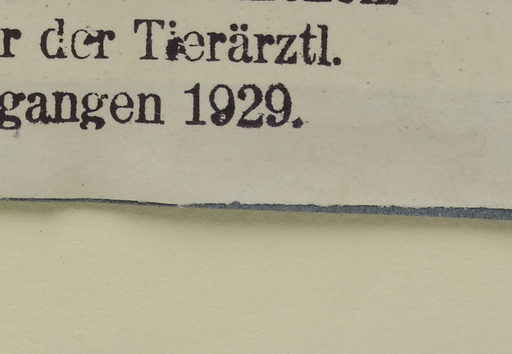 r der Tierärztl.
gangen 1929.